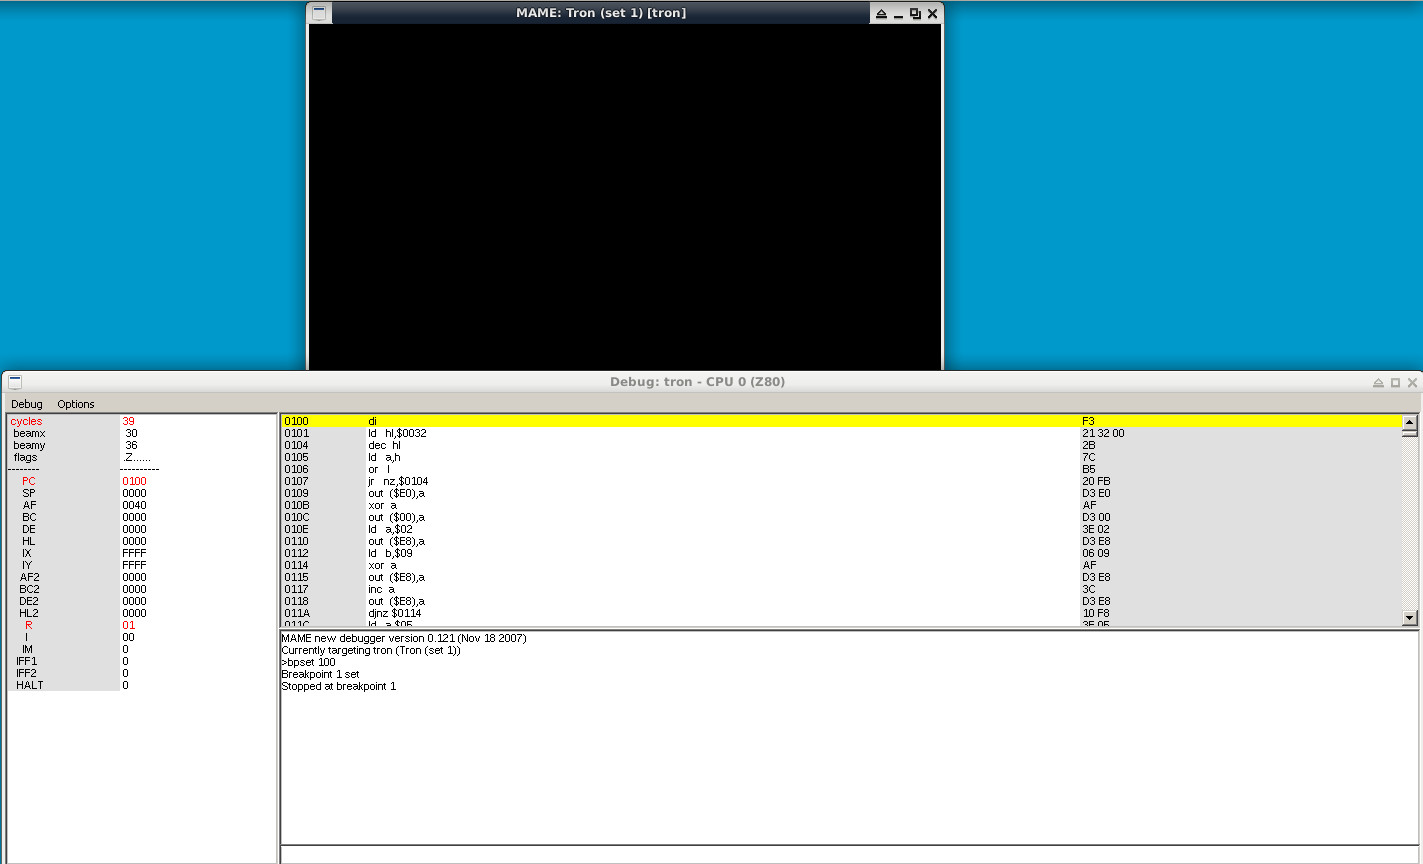 MAME: Tron (set 1) [tron]
Debug: tron - CPU 0 (Z80)
Debug Options
cycles 39
beamx 30
beamy 36
flags .Z......
-------- ----------
PC 0100
SP 0000
AF 0040
BC 0000
DE 0000
HL 0000
IX FFFF
IY FFFF
AF2 0000
BC2 0000
DE2 0000
HL2 0000
R 01
I 00
IM 0
IFF1 0
IFF2 0
HALT 0
0100 di F3
0101 ld hl,$0032 21 32 00
0104 dec hl 2B
0105 ld a,h 7C
0106 or l B5
0107 jr nz,$0104 20 FB
0109 out ($E0),a D3 E0
010B xor a AF
010C out ($00),a D3 00
010E ld a,$02 3E 02
0110 out ($E8),a D3 E8
0112 ld b,$09 06 09
0114 xor a AF
0115 out ($E8),a D3 E8
0117 inc a 3C
0118 out ($E8),a D3 E8
011A djnz $0114 10 F8
011C ld a,$05 3E 05
MAME new debugger version 0.121 (Nov 18 2007)
Currently targeting tron (Tron (set 1))
>bpset 100
Breakpoint 1 set
Stopped at breakpoint 1